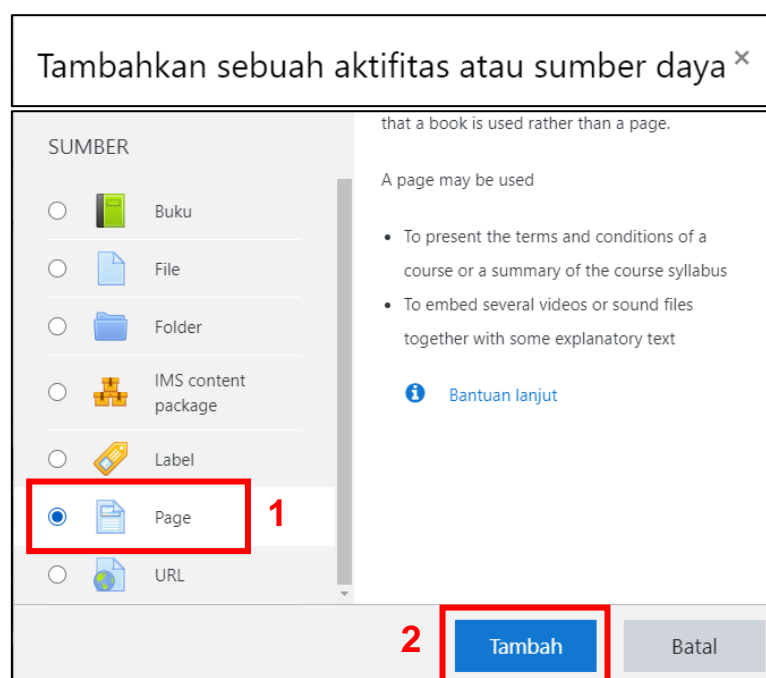 Tambahkan sebuah aktifitas atau sumber daya ×
SUMBER
Buku
File
Folder
IMS content
package
Label
Page
1
URL
that a book is used rather than a page.
A page may be used
• To present the terms and conditions of a
course or a summary of the course syllabus
• To embed several videos or sound files
together with some explanatory text
Bantuan lanjut
2
Tambah
Batal